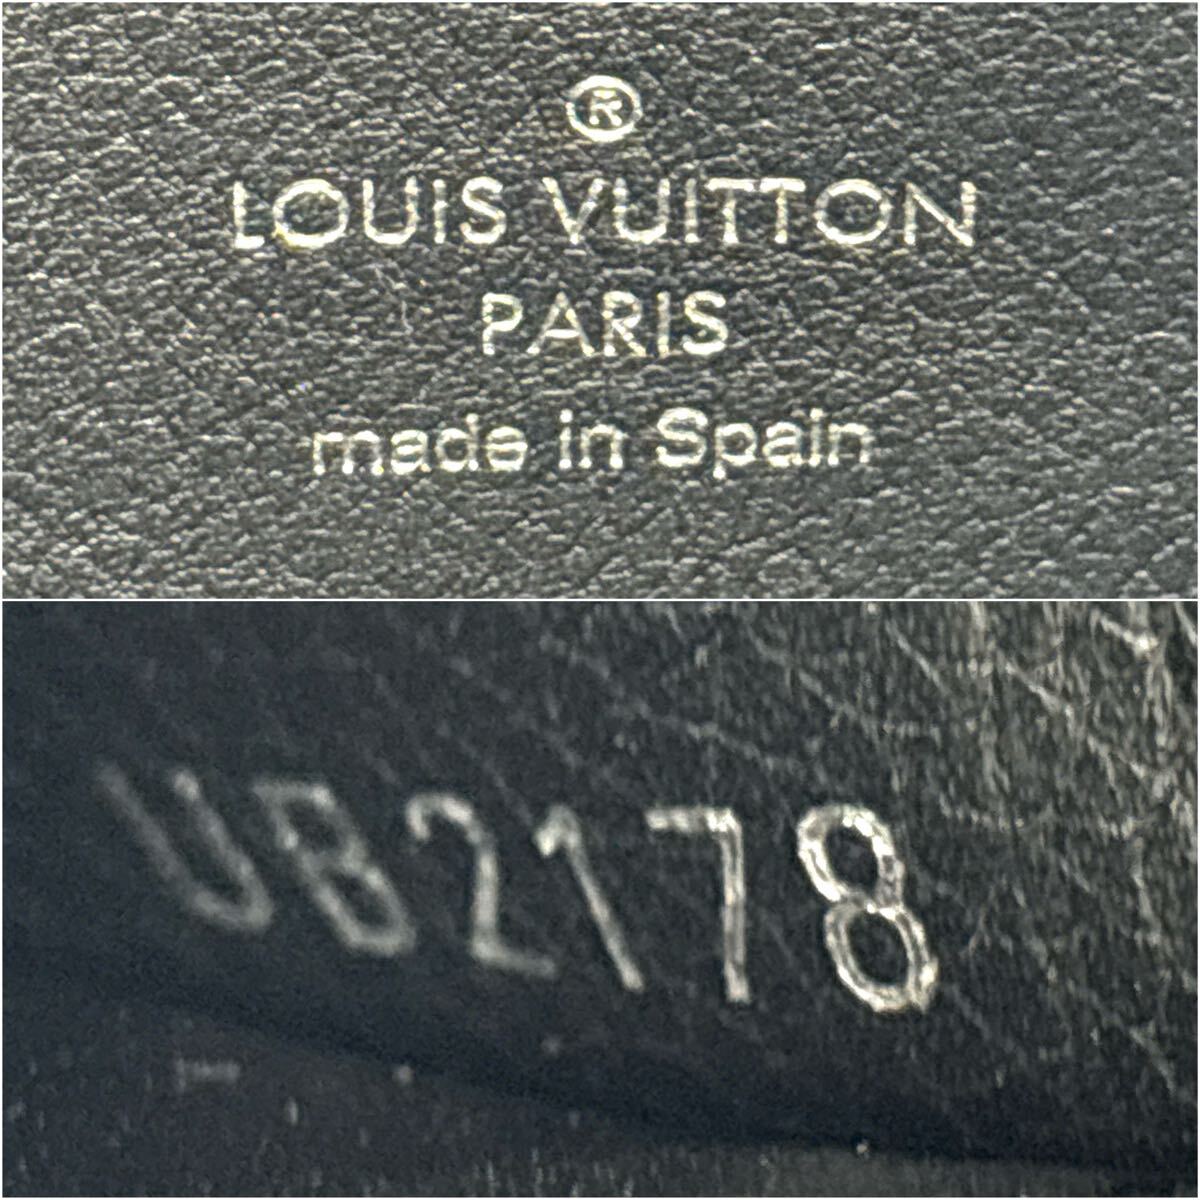 ®
LOUIS VUITTON
PARIS
made in Spain
UB2178